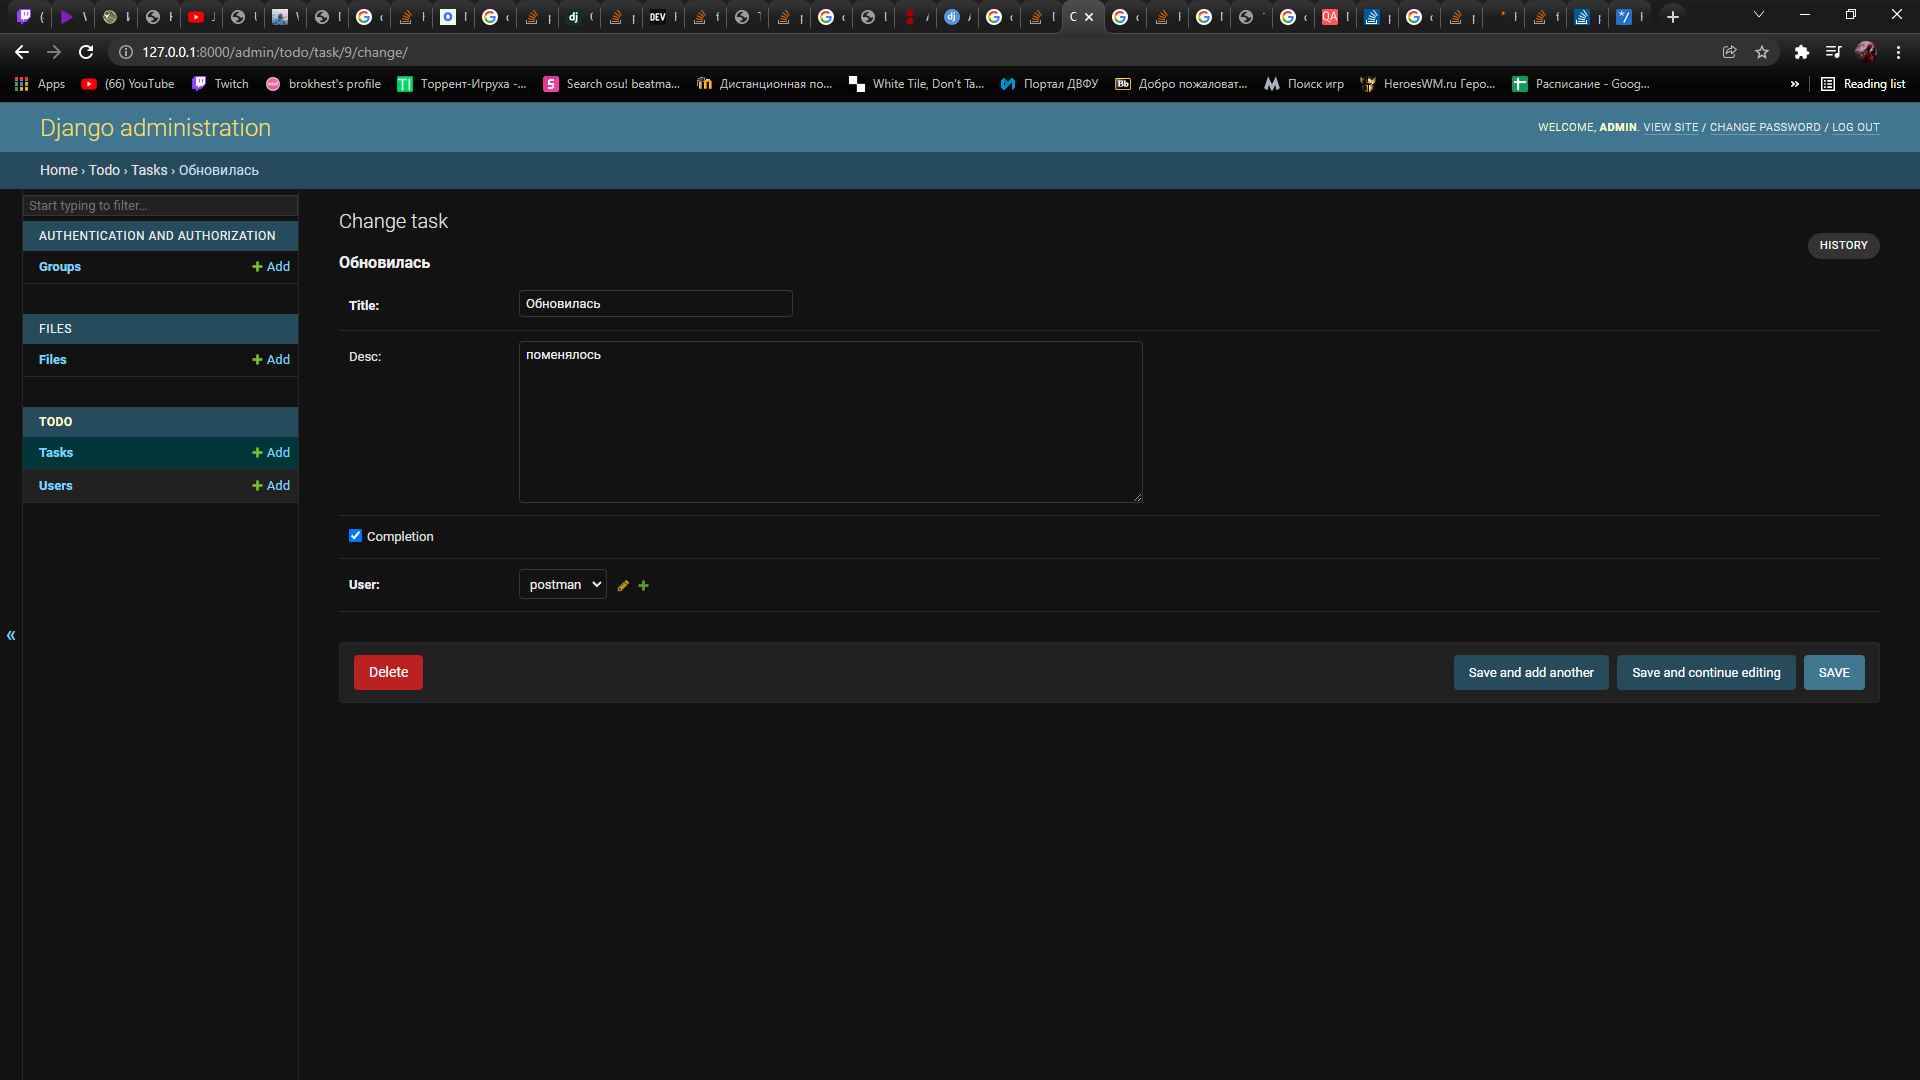 127.0.0.1:8000/admin/todo/task/9/change/
Apps (66) YouTube Twitch brokhest's profile Торрент-Игруха -... Search osu! beatma... Дистанционная по... White Tile, Don't Ta... Портал ДВФУ Добро пожаловат... Поиск игр HeroesWM.ru Геро... Расписание - Goog... » Reading list
Django administration
WELCOME, ADMIN. VIEW SITE / CHANGE PASSWORD / LOG OUT
Home › Todo › Tasks › Обновилась
Start typing to filter...
AUTHENTICATION AND AUTHORIZATION
Groups + Add
FILES
Files + Add
TODO
Tasks + Add
Users + Add
«
Change task
HISTORY
Обновилась
Title: Обновилась
Desc: поменялось
Completion
User: postman
Delete
Save and add another
Save and continue editing
SAVE